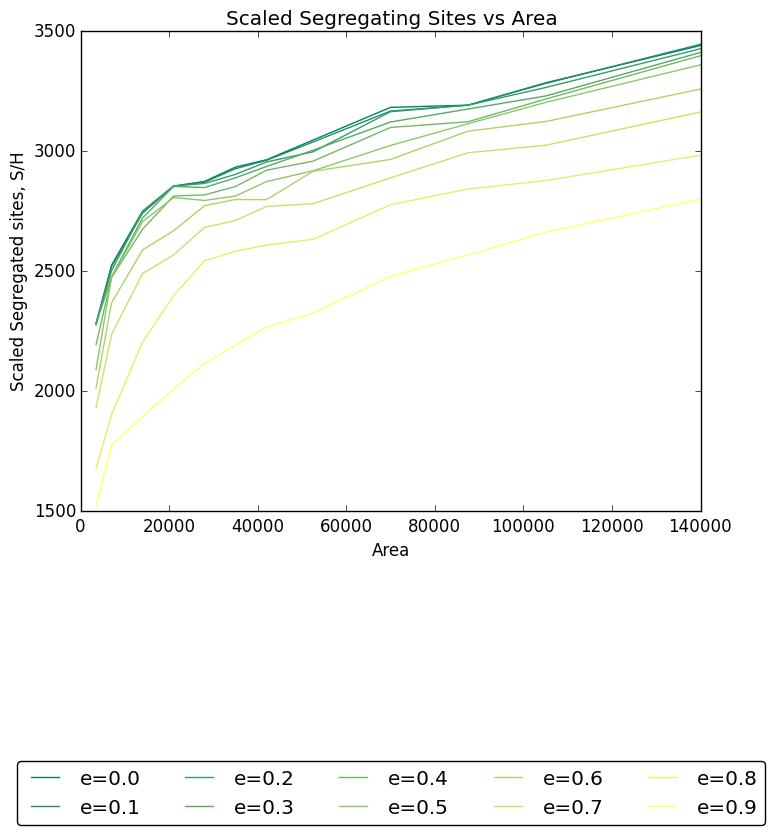 Scaled Segregating Sites vs Area
3500
3000
2500
2000
1500
Scaled Segregated sites, S/H
0 20000 40000 60000 80000 100000 120000 140000
Area
e=0.0 e=0.2 e=0.4 e=0.6 e=0.8
e=0.1 e=0.3 e=0.5 e=0.7 e=0.9